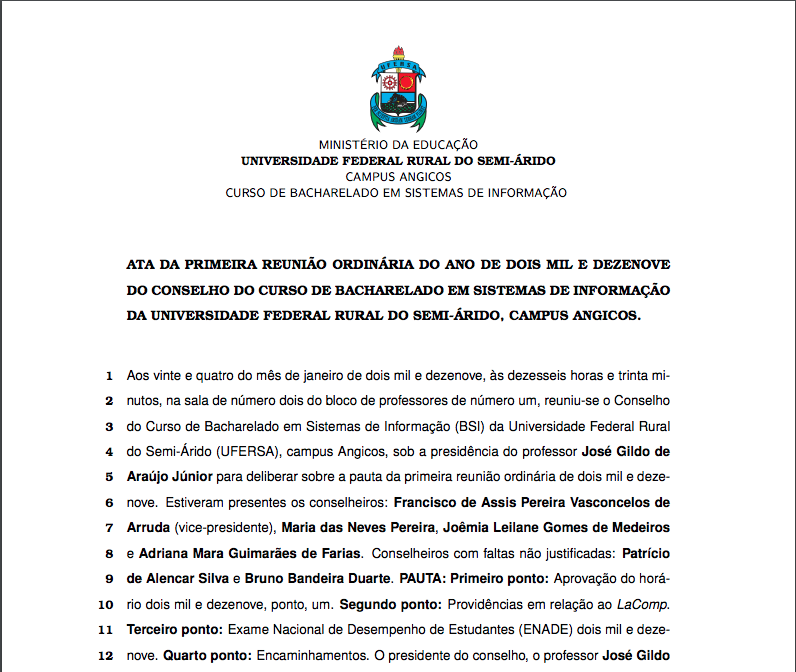 UFERSA
MINISTÉRIO DA EDUCAÇÃO
UNIVERSIDADE FEDERAL RURAL DO SEMI-ÁRIDO
CAMPUS ANGICOS
CURSO DE BACHARELADO EM SISTEMAS DE INFORMAÇÃO
ATA DA PRIMEIRA REUNIÃO ORDINÁRIA DO ANO DE DOIS MIL E DEZENOVE
DO CONSELHO DO CURSO DE BACHARELADO EM SISTEMAS DE INFORMAÇÃO
DA UNIVERSIDADE FEDERAL RURAL DO SEMI-ÁRIDO, CAMPUS ANGICOS.
1 Aos vinte e quatro do mês de janeiro de dois mil e dezenove, às dezesseis horas e trinta mi-
2 nutos, na sala de número dois do bloco de professores de número um, reuniu-se o Conselho
3 do Curso de Bacharelado em Sistemas de Informação (BSI) da Universidade Federal Rural
4 do Semi-Árido (UFERSA), campus Angicos, sob a presidência do professor José Gildo de
5 Araújo Júnior para deliberar sobre a pauta da primeira reunião ordinária de dois mil e deze-
6 nove. Estiveram presentes os conselheiros: Francisco de Assis Pereira Vasconcelos de
7 Arruda (vice-presidente), Maria das Neves Pereira, Joêmia Leilane Gomes de Medeiros
8 e Adriana Mara Guimarães de Farias. Conselheiros com faltas não justificadas: Patrício
9 de Alencar Silva e Bruno Bandeira Duarte. PAUTA: Primeiro ponto: Aprovação do horá-
10 rio dois mil e dezenove, ponto, um. Segundo ponto: Providências em relação ao LaComp.
11 Terceiro ponto: Exame Nacional de Desempenho de Estudantes (ENADE) dois mil e deze-
12 nove. Quarto ponto: Encaminhamentos. O presidente do conselho, o professor José Gildo